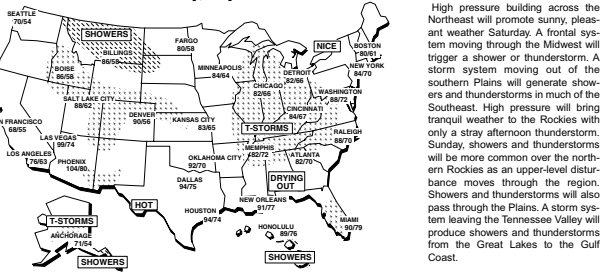 SEATTLE
70/54
SHOWERS
BILLINGS
86/58
BOISE
86/58
FARGO
80/58
MINNEAPOLIS
84/64
NICE
BOSTON
80/61
NEW YORK
84/70
DETROIT
82/66
CHICAGO
82/66
WASHINGTON
88/72
CINCINNATI
84/67
SALT LAKE CITY
88/62
DENVER
90/56
KANSAS CITY
83/65
N FRANCISCO
68/55
LAS VEGAS
99/74
LOS ANGELES
76/63
PHOENIX
104/80
T-STORMS
RALEIGH
88/70
MEMPHIS
82/72
ATLANTA
82/70
OKLAHOMA CITY
92/70
DALLAS
94/75
DRYING
OUT
HOT
HOUSTON
94/74
NEW ORLEANS
91/77
MIAMI
90/79
T-STORMS
ANCHORAGE
71/54
SHOWERS
HONOLULU
89/76
SHOWERS
High pressure building across the
Northeast will promote sunny, pleas-
ant weather Saturday. A frontal sys-
tem moving through the Midwest will
trigger a shower or thunderstorm. A
storm system moving out of the
southern Plains will generate show-
ers and thunderstorms in much of the
Southeast. High pressure will bring
tranquil weather to the Rockies with
only a stray afternoon thunderstorm.
Sunday, showers and thunderstorms
will be more common over the north-
ern Rockies as an upper-level distur-
bance moves through the region.
Showers and thunderstorms will also
pass through the Plains. A storm sys-
tem leaving the Tennessee Valley will
produce showers and thunderstorms
from the Great Lakes to the Gulf
Coast.